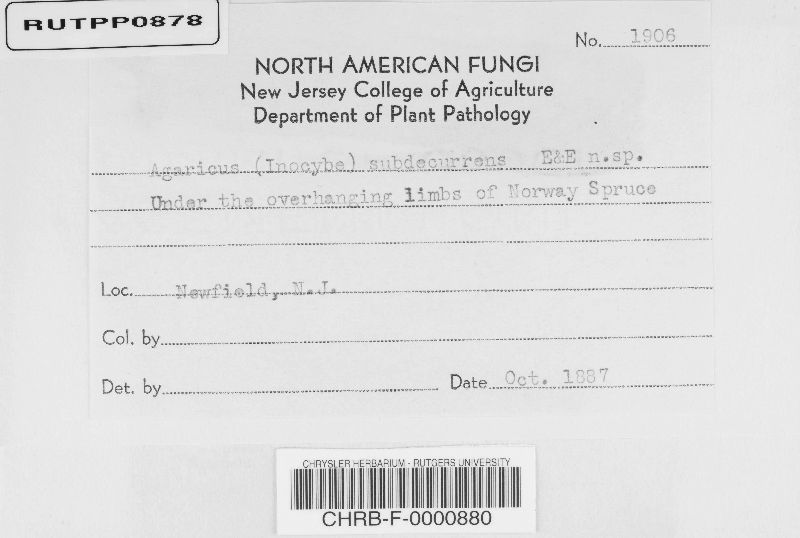 RUTPP0878
No. 1906
NORTH AMERICAN FUNGI
New Jersey College of Agriculture
Department of Plant Pathology
Agaricus (Inocybe) subdecurrens E&E n.sp.
Under the overhanging limbs of Norway Spruce
Loc. Newfield, N.J.
Col. by
Det. by Date Oct. 1887
CHRYSLER HERBARIUM - RUTGERS UNIVERSITY
CHRB-F-0000880